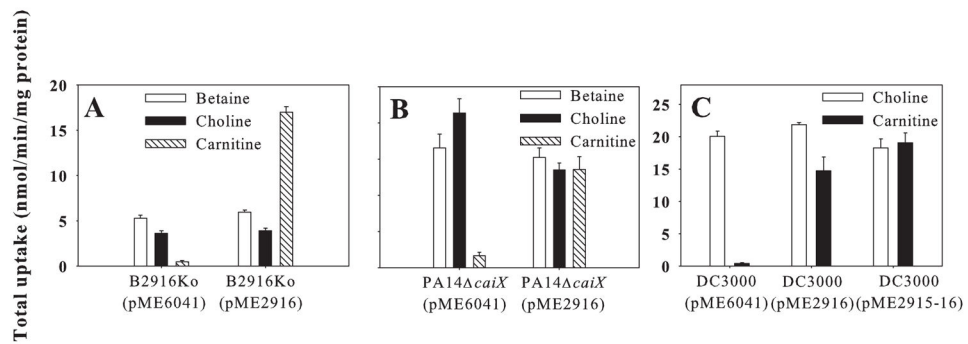 Total uptake (nmol/min/mg protein)
A
Betaine
Choline
Carnitine
20
15
10
5
0
B2916Ko B2916Ko
(pME6041) (pME2916)
B
Betaine
Choline
Carnitine
PA14ΔcaiX PA14ΔcaiX
(pME6041) (pME2916)
C
Choline
Carnitine
25
20
15
10
5
0
DC3000 DC3000 DC3000
(pME6041) (pME2916) (pME2915-16)